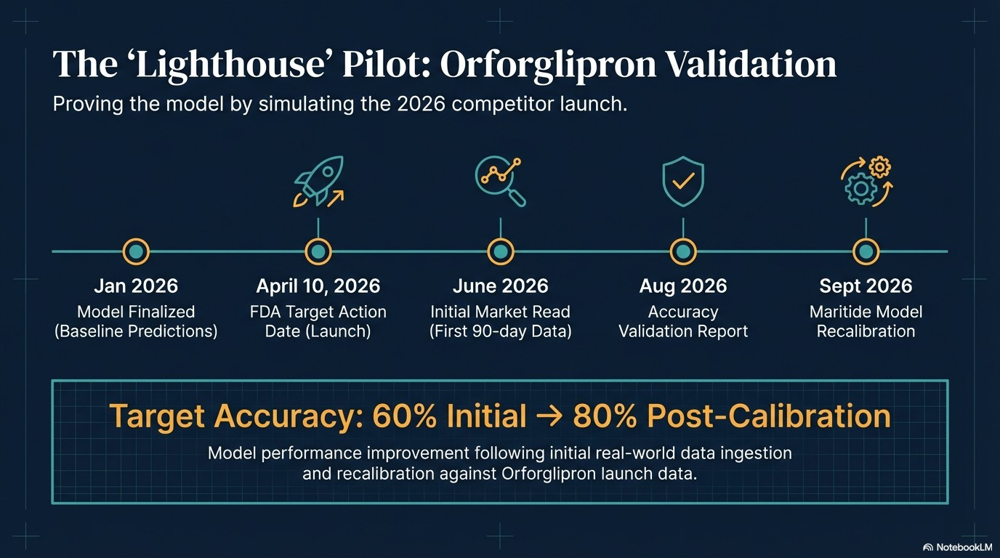 The ‘Lighthouse’ Pilot: Orforglipron Validation
Proving the model by simulating the 2026 competitor launch.
Jan 2026
Model Finalized
(Baseline Predictions)
April 10, 2026
FDA Target Action
Date (Launch)
June 2026
Initial Market Read
(First 90-day Data)
Aug 2026
Accuracy
Validation Report
Sept 2026
Maritide Model
Recalibration
Target Accuracy: 60% Initial → 80% Post-Calibration
Model performance improvement following initial real-world data ingestion
and recalibration against Orforglipron launch data.
NotebookLM